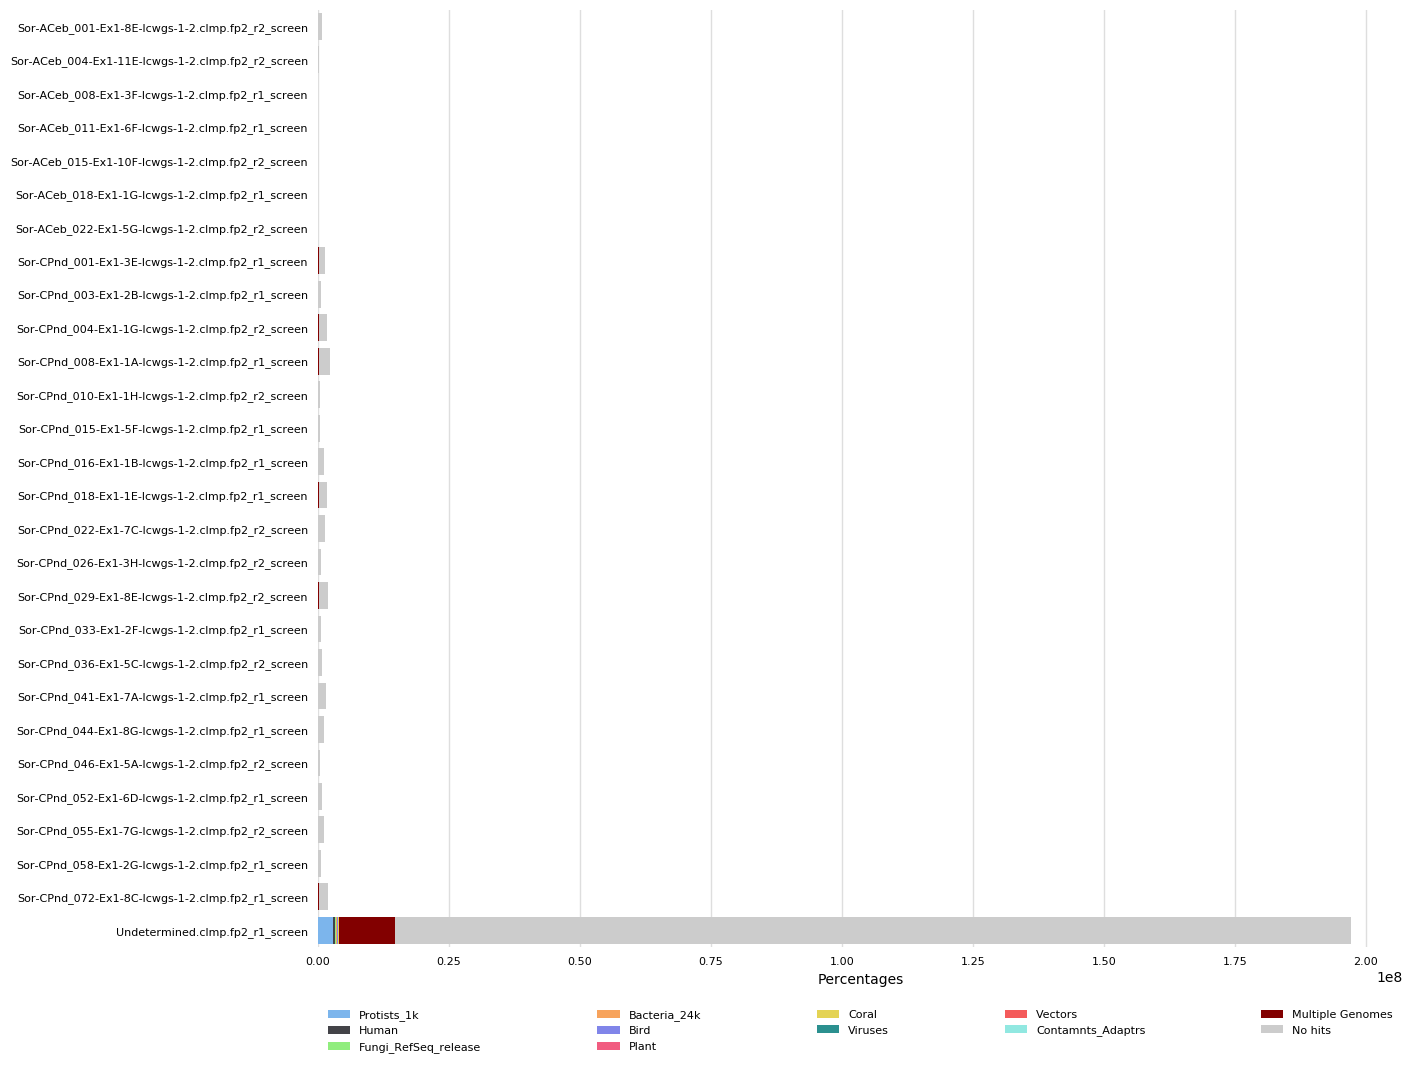 Sor-ACeb_001-Ex1-8E-lcwgs-1-2.clmp.fp2_r2_screen
Sor-ACeb_004-Ex1-11E-lcwgs-1-2.clmp.fp2_r2_screen
Sor-ACeb_008-Ex1-3F-lcwgs-1-2.clmp.fp2_r1_screen
Sor-ACeb_011-Ex1-6F-lcwgs-1-2.clmp.fp2_r1_screen
Sor-ACeb_015-Ex1-10F-lcwgs-1-2.clmp.fp2_r2_screen
Sor-ACeb_018-Ex1-1G-lcwgs-1-2.clmp.fp2_r1_screen
Sor-ACeb_022-Ex1-5G-lcwgs-1-2.clmp.fp2_r2_screen
Sor-CPnd_001-Ex1-3E-lcwgs-1-2.clmp.fp2_r1_screen
Sor-CPnd_003-Ex1-2B-lcwgs-1-2.clmp.fp2_r1_screen
Sor-CPnd_004-Ex1-1G-lcwgs-1-2.clmp.fp2_r2_screen
Sor-CPnd_008-Ex1-1A-lcwgs-1-2.clmp.fp2_r1_screen
Sor-CPnd_010-Ex1-1H-lcwgs-1-2.clmp.fp2_r2_screen
Sor-CPnd_015-Ex1-5F-lcwgs-1-2.clmp.fp2_r1_screen
Sor-CPnd_016-Ex1-1B-lcwgs-1-2.clmp.fp2_r1_screen
Sor-CPnd_018-Ex1-1E-lcwgs-1-2.clmp.fp2_r1_screen
Sor-CPnd_022-Ex1-7C-lcwgs-1-2.clmp.fp2_r2_screen
Sor-CPnd_026-Ex1-3H-lcwgs-1-2.clmp.fp2_r2_screen
Sor-CPnd_029-Ex1-8E-lcwgs-1-2.clmp.fp2_r2_screen
Sor-CPnd_033-Ex1-2F-lcwgs-1-2.clmp.fp2_r1_screen
Sor-CPnd_036-Ex1-5C-lcwgs-1-2.clmp.fp2_r2_screen
Sor-CPnd_041-Ex1-7A-lcwgs-1-2.clmp.fp2_r1_screen
Sor-CPnd_044-Ex1-8G-lcwgs-1-2.clmp.fp2_r1_screen
Sor-CPnd_046-Ex1-5A-lcwgs-1-2.clmp.fp2_r2_screen
Sor-CPnd_052-Ex1-6D-lcwgs-1-2.clmp.fp2_r1_screen
Sor-CPnd_055-Ex1-7G-lcwgs-1-2.clmp.fp2_r2_screen
Sor-CPnd_058-Ex1-2G-lcwgs-1-2.clmp.fp2_r1_screen
Sor-CPnd_072-Ex1-8C-lcwgs-1-2.clmp.fp2_r1_screen
Undetermined.clmp.fp2_r1_screen
0.00 0.25 0.50 0.75 1.00 1.25 1.50 1.75 2.00
Percentages 1e8
Protists_1k Bacteria_24k Coral Vectors Multiple Genomes
Human Bird Viruses Contamnts_Adaptrs No hits
Fungi_RefSeq_release Plant